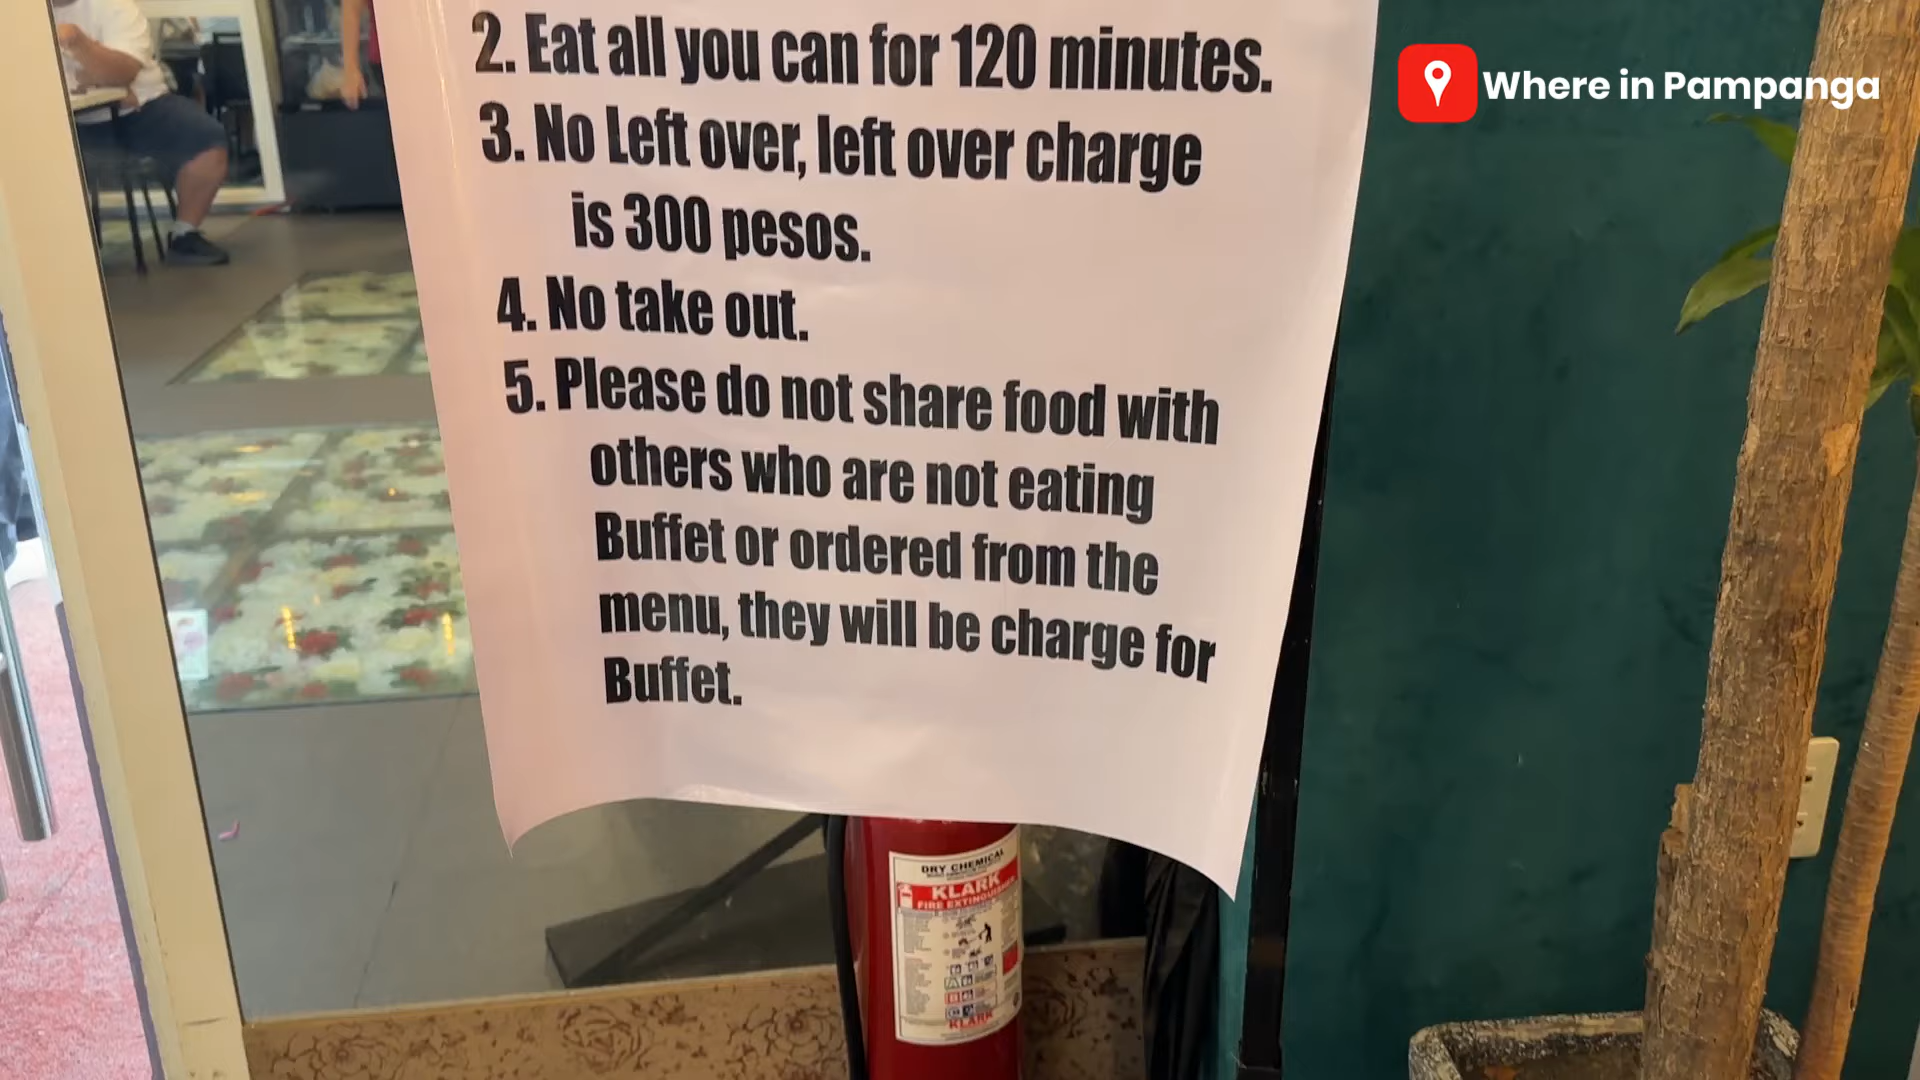 2. Eat all you can for 120 minutes.
3. No Left over, left over charge
is 300 pesos.
4. No take out.
5. Please do not share food with
others who are not eating
Buffet or ordered from the
menu, they will be charge for
Buffet.
Where in Pampanga
DRY CHEMICAL
KLARK
FIRE EXTINGUISHER
KLARK